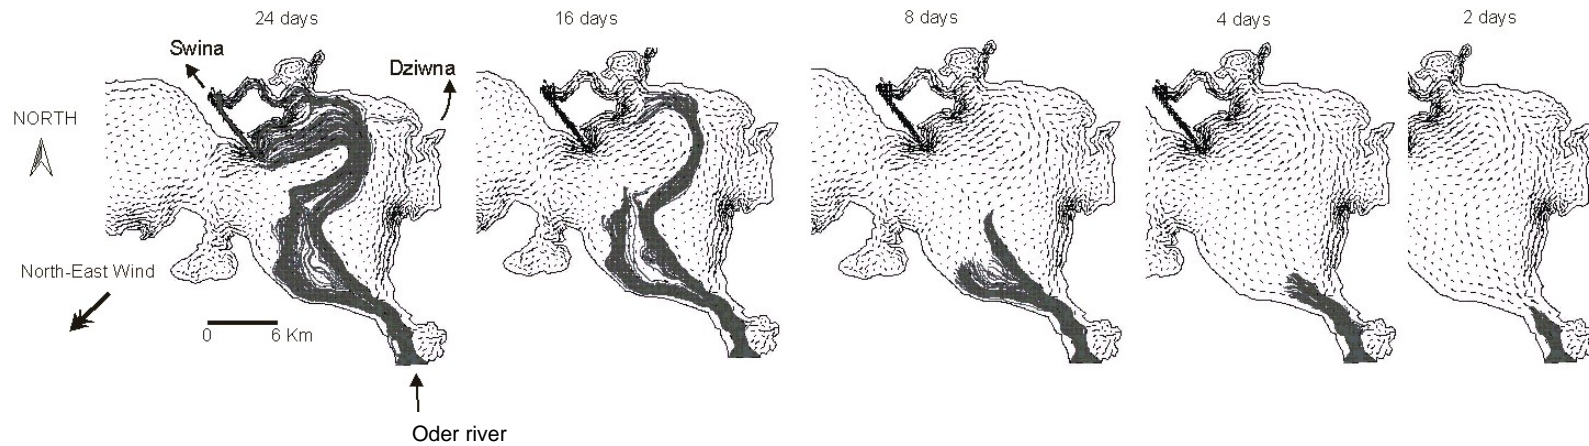 24 days
16 days
8 days
4 days
2 days
Swina
Dziwna
NORTH
North-East Wind
0 6 Km
Oder river